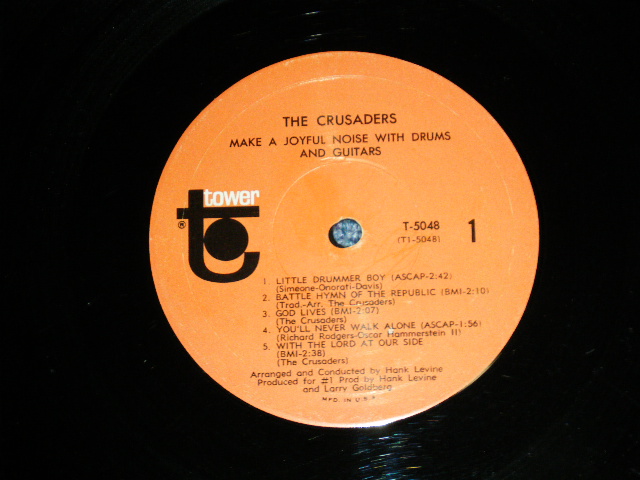 THE CRUSADERS
MAKE A JOYFUL NOISE WITH DRUMS
AND GUITARS
tower
®
T-5048
(T1-5048)
1
1 LITTLE DRUMMER BOY (ASCAP-2:42)
(Simeone-Onorati-Davis)
2. BATTLE HYMN OF THE REPUBLIC (BMI-2:10)
(Trad.-Arr. The Crusaders)
3. GOD LIVES (BMI-2:07)
(The Crusaders)
4. YOU'LL NEVER WALK ALONE (ASCAP-1:56)
(Richard Rodgers-Oscar Hammerstein II)
5. WITH THE LORD AT OUR SIDE
(BMI-2:38)
(The Crusaders)
Arranged and Conducted by Hank Levine
Produced for #1 Prod by Hank Levine
and Larry Goldberg
MFD. IN U.S.A.